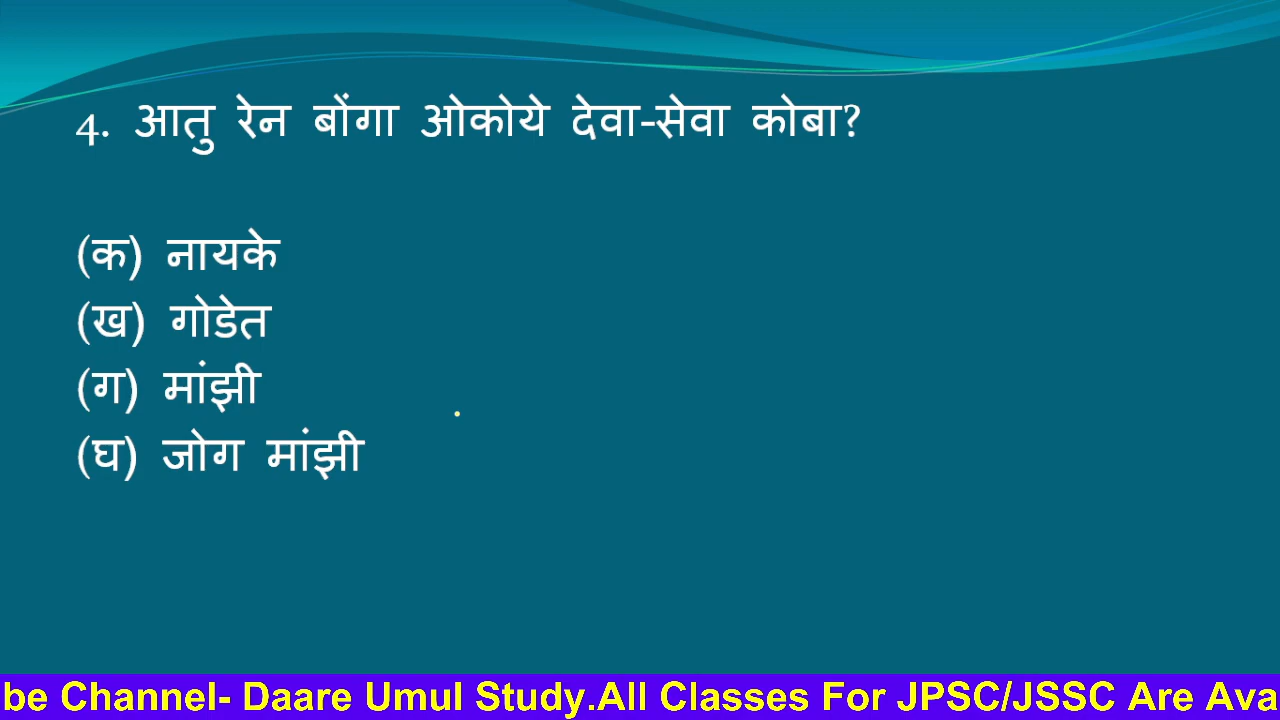 4. आतु रेन बोंगा ओकोये देवा-सेवा कोबा?
(क) नायके
(ख) गोडेत
(ग) मांझी
(घ) जोग मांझी
be Channel- Daare Umul Study.All Classes For JPSC/JSSC Are Ava